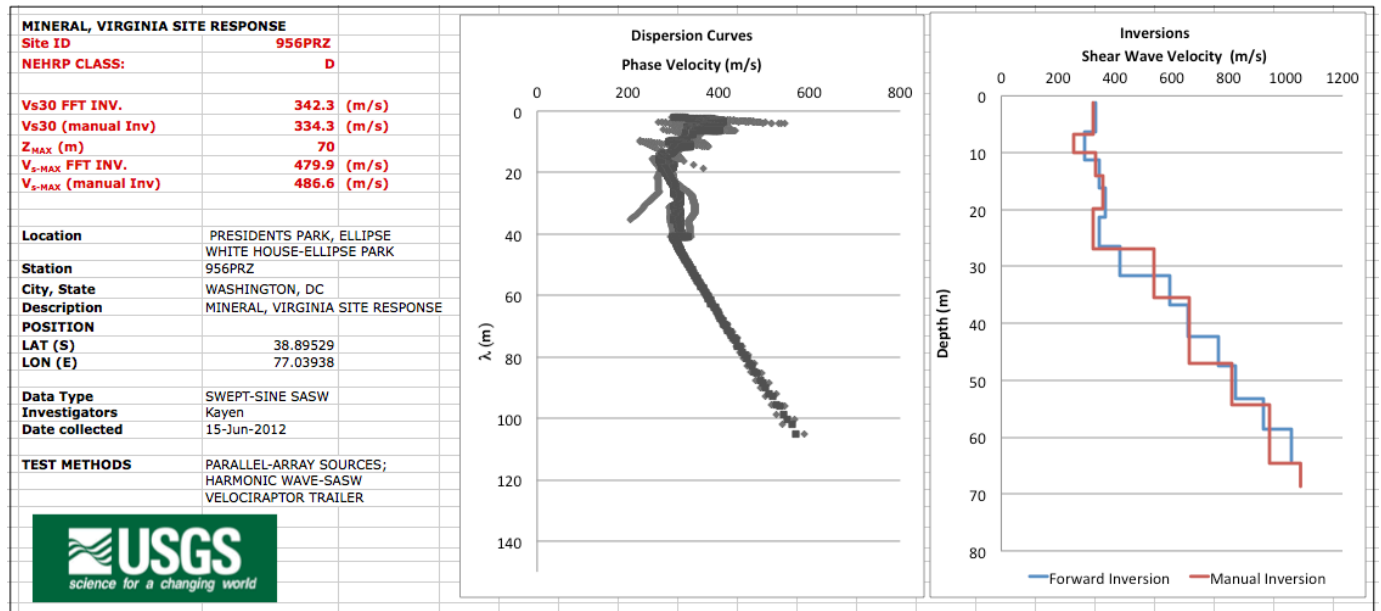 MINERAL, VIRGINIA SITE RESPONSE
Site ID 956PRZ
NEHRP CLASS: D
Vs30 FFT INV. 342.3 (m/s)
Vs30 (manual Inv) 334.3 (m/s)
ZMAX (m) 70
Vs-MAX FFT INV. 479.9 (m/s)
Vs-MAX (manual Inv) 486.6 (m/s)
Location PRESIDENTS PARK, ELLIPSE
WHITE HOUSE-ELLIPSE PARK
Station 956PRZ
City, State WASHINGTON, DC
Description MINERAL, VIRGINIA SITE RESPONSE
POSITION
LAT (S) 38.89529
LON (E) 77.03938
Data Type SWEPT-SINE SASW
Investigators Kayen
Date collected 15-Jun-2012
TEST METHODS PARALLEL-ARRAY SOURCES;
HARMONIC WAVE-SASW
VELOCIRAPTOR TRAILER
USGS
science for a changing world
Dispersion Curves
Phase Velocity (m/s)
0 200 400 600 800
0
20
40
60
80
100
120
140
λ (m)
Inversions
Shear Wave Velocity (m/s)
0 200 400 600 800 1000 1200
0
10
20
30
40
50
60
70
80
Depth (m)
Forward Inversion Manual Inversion